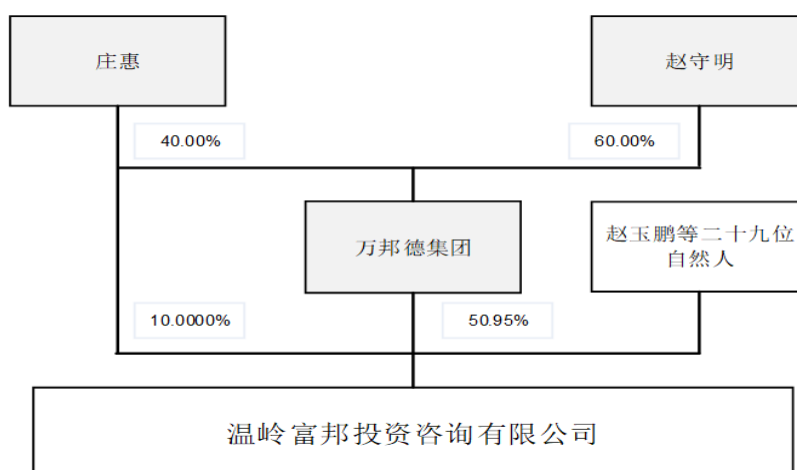 庄惠
赵守明
40.00%
60.00%
万邦德集团
赵玉鹏等二十九位
自然人
10.0000%
50.95%
温岭富邦投资咨询有限公司